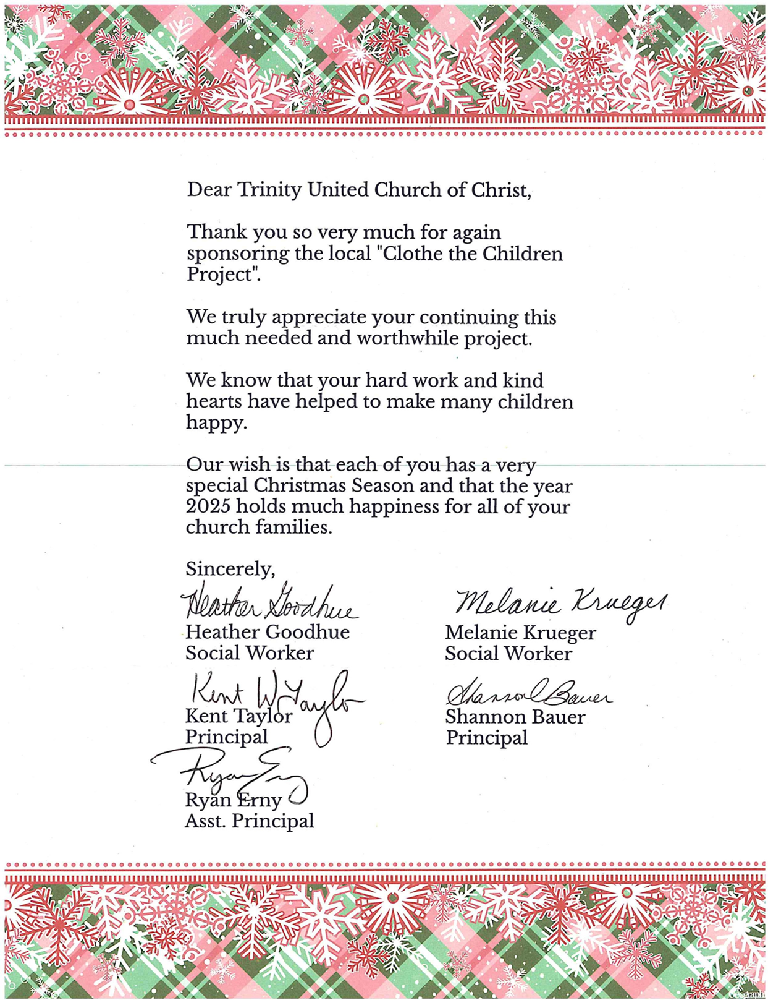 Dear Trinity United Church of Christ,
Thank you so very much for again
sponsoring the local "Clothe the Children
Project".
We truly appreciate your continuing this
much needed and worthwhile project.
We know that your hard work and kind
hearts have helped to make many children
happy.
Our wish is that each of you has a very
special Christmas Season and that the year
2025 holds much happiness for all of your
church families.
Sincerely,
Heather Goodhue
Melanie Krueger
Heather Goodhue
Melanie Krueger
Social Worker
Social Worker
Kent W. Taylor
Shannon Bauer
Kent Taylor
Shannon Bauer
Principal
Principal
Ryan Erny
Ryan Erny
Asst. Principal